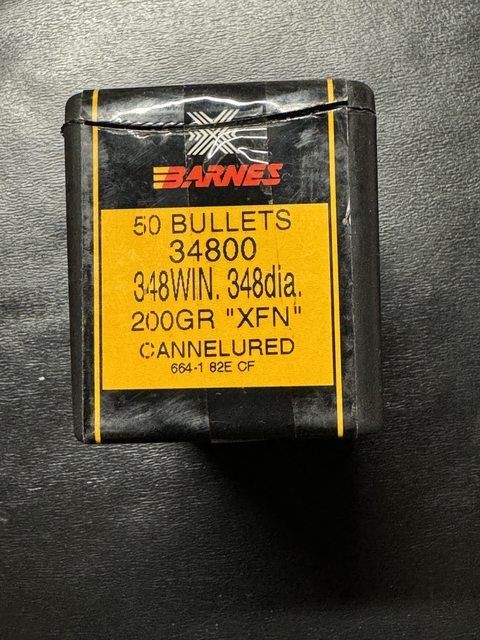 BARNES
50 BULLETS
34800
348WIN. 348dia.
200GR "XFN"
CANNELURED
664-1 82E CF